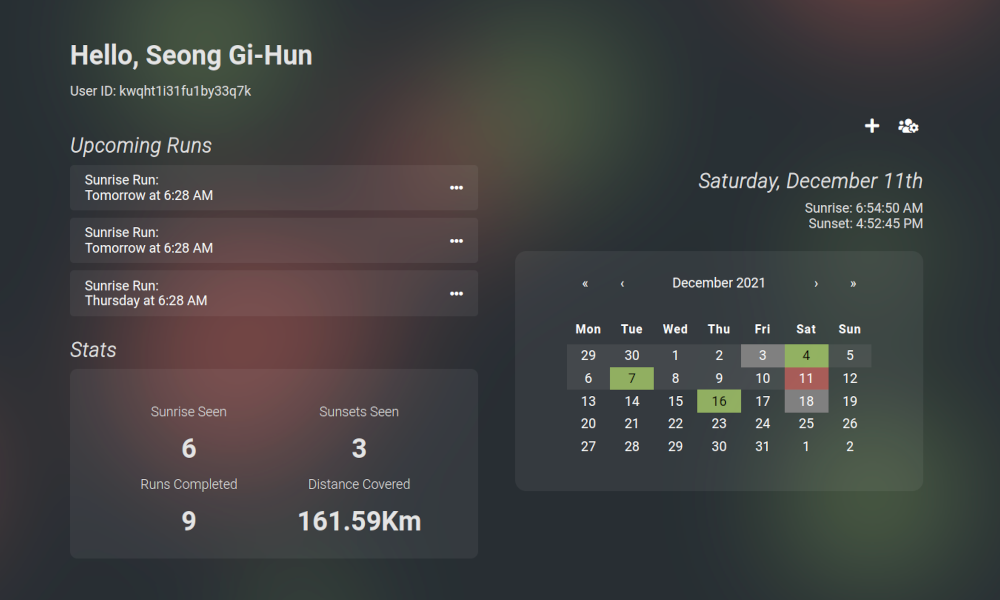 Hello, Seong Gi-Hun
User ID: kwqht1i31fu1by33q7k
Upcoming Runs
Sunrise Run:
Tomorrow at 6:28 AM
Sunrise Run:
Tomorrow at 6:28 AM
Sunrise Run:
Thursday at 6:28 AM
Stats
Sunrise Seen Sunsets Seen
6 3
Runs Completed Distance Covered
9 161.59Km
Saturday, December 11th
Sunrise: 6:54:50 AM
Sunset: 4:52:45 PM
« ‹ December 2021 › »
Mon Tue Wed Thu Fri Sat Sun
29 30 1 2 3 4 5
6 7 8 9 10 11 12
13 14 15 16 17 18 19
20 21 22 23 24 25 26
27 28 29 30 31 1 2